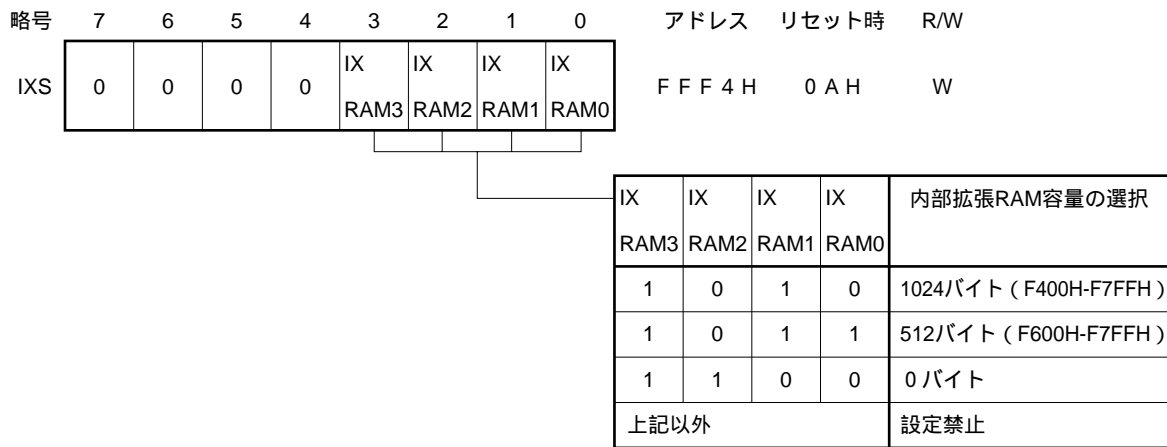 略号 7 6 5 4 3 2 1 0 アドレス リセット時 R/W
IXS 0 0 0 0 IX RAM3 IX RAM2 IX RAM1 IX RAM0 FFF4H 0AH W
IX RAM3 IX RAM2 IX RAM1 IX RAM0 内部拡張RAM容量の選択
1 0 1 0 1024バイト(F400H-F7FFH)
1 0 1 1 512バイト(F600H-F7FFH)
1 1 0 0 0バイト
上記以外 設定禁止